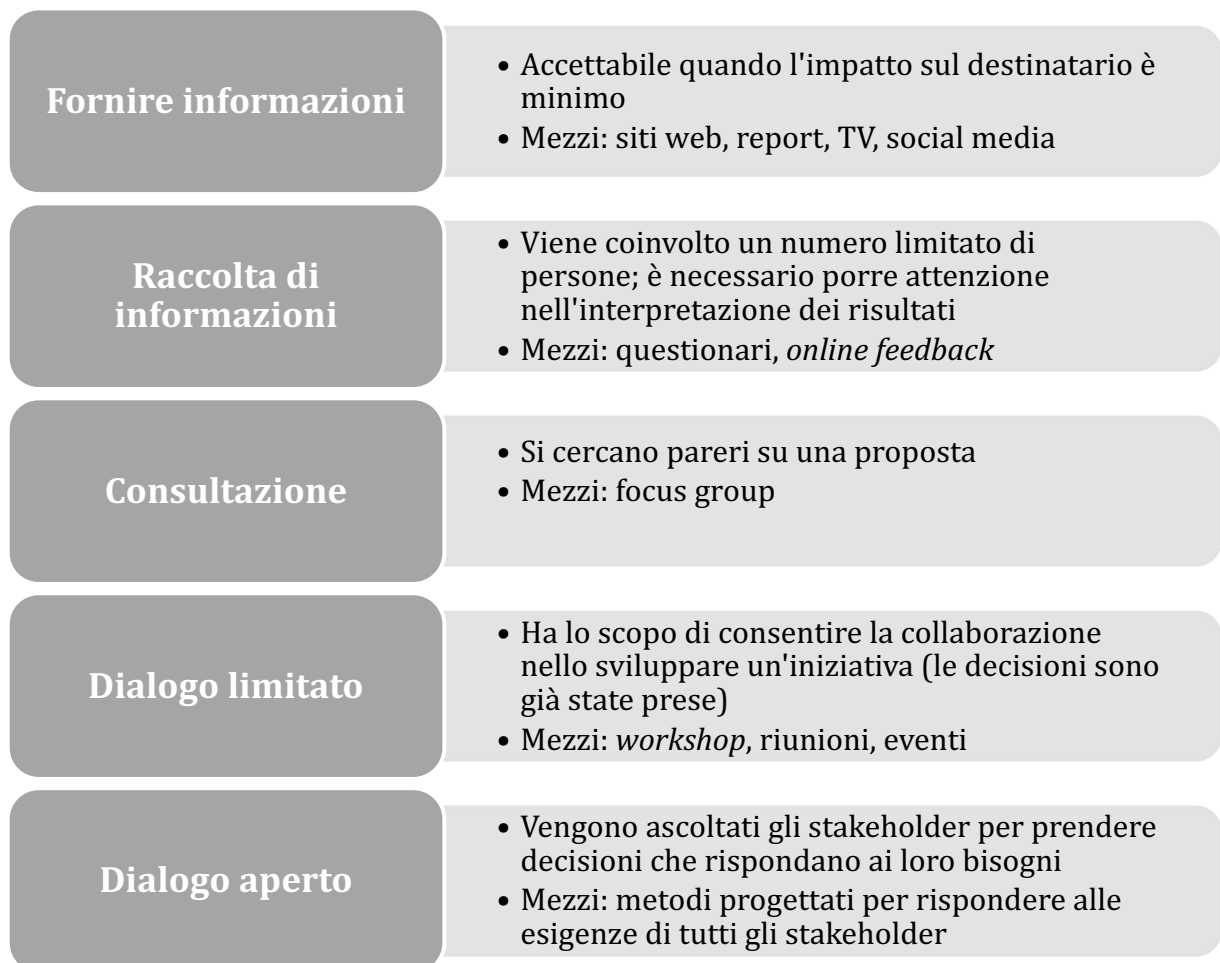 Fornire informazioni
• Accettabile quando l'impatto sul destinatario è
minimo
• Mezzi: siti web, report, TV, social media
Raccolta di
informazioni
• Viene coinvolto un numero limitato di
persone; è necessario porre attenzione
nell'interpretazione dei risultati
• Mezzi: questionari, online feedback
Consultazione
• Si cercano pareri su una proposta
• Mezzi: focus group
Dialogo limitato
• Ha lo scopo di consentire la collaborazione
nello sviluppare un'iniziativa (le decisioni sono
già state prese)
• Mezzi: workshop, riunioni, eventi
Dialogo aperto
• Vengono ascoltati gli stakeholder per prendere
decisioni che rispondano ai loro bisogni
• Mezzi: metodi progettati per rispondere alle
esigenze di tutti gli stakeholder